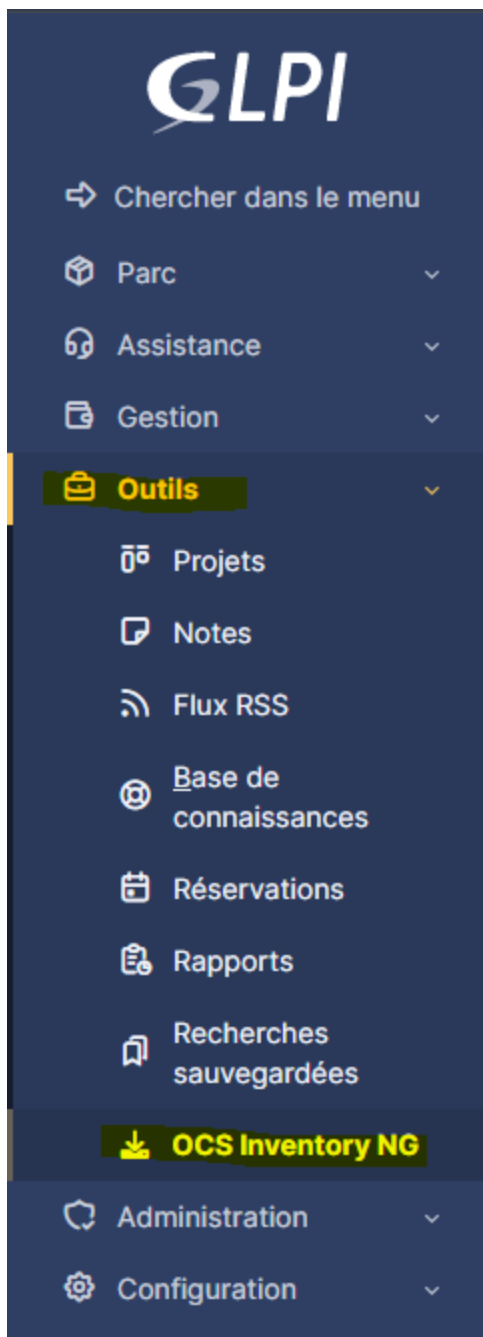 GLPI
Chercher dans le menu
Parc
Assistance
Gestion
Outils
Projets
Notes
Flux RSS
Base de
connaissances
Réservations
Rapports
Recherches
sauvegardées
OCS Inventory NG
Administration
Configuration